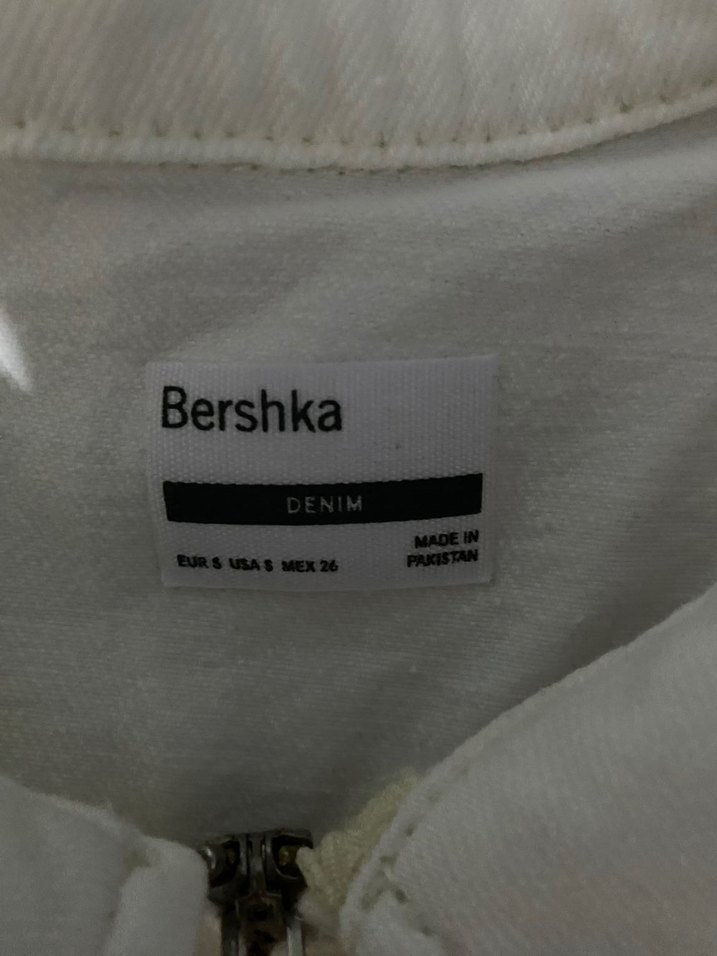 Bershka
DENIM
EUR S USA S MEX 26
MADE IN
PAKISTAN